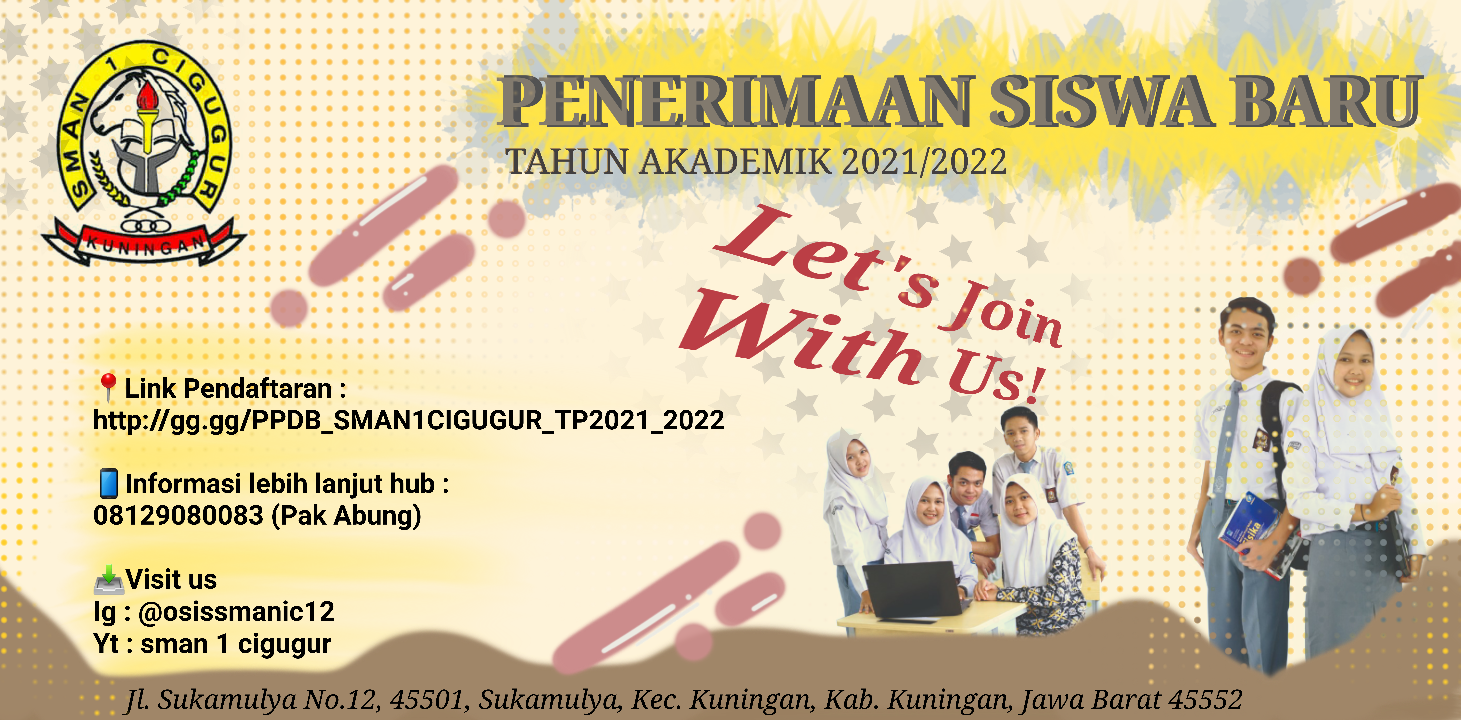 SMAN 1 CIGUGUR
KUNINGAN
PENERIMAAN SISWA BARU
TAHUN AKADEMIK 2021/2022
Let's Join
With Us!
📍Link Pendaftaran :
http://gg.gg/PPDB_SMAN1CIGUGUR_TP2021_2022
📱Informasi lebih lanjut hub :
08129080083 (Pak Abung)
📥Visit us
Ig : @osissmanic12
Yt : sman 1 cigugur
Jl. Sukamulya No.12, 45501, Sukamulya, Kec. Kuningan, Kab. Kuningan, Jawa Barat 45552